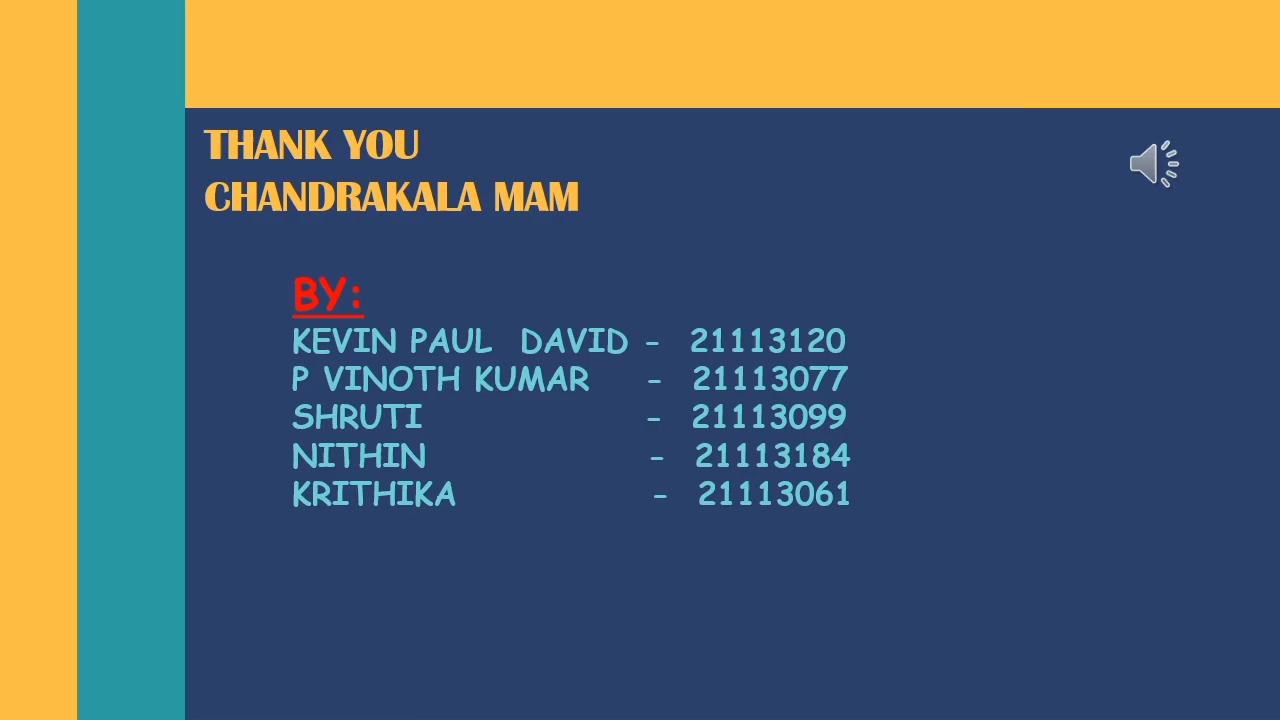 THANK YOU
CHANDRAKALA MAM
BY:
KEVIN PAUL DAVID - 21113120
P VINOTH KUMAR - 21113077
SHRUTI - 21113099
NITHIN - 21113184
KRITHIKA - 21113061